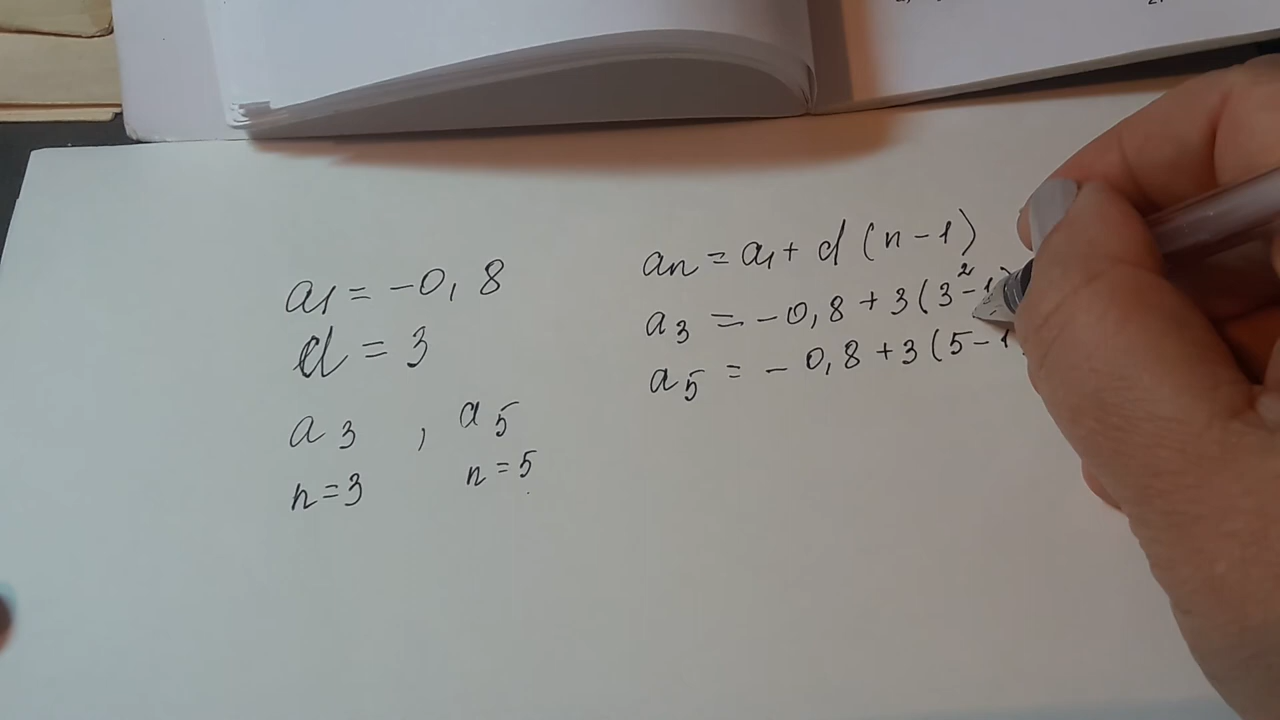 a1 = -0,8
d = 3
a3 , a5
n=3 n=5
an = a1 + d (n-1)
a3 = -0,8 + 3(3-1)
2
a5 = -0,8 + 3(5-1